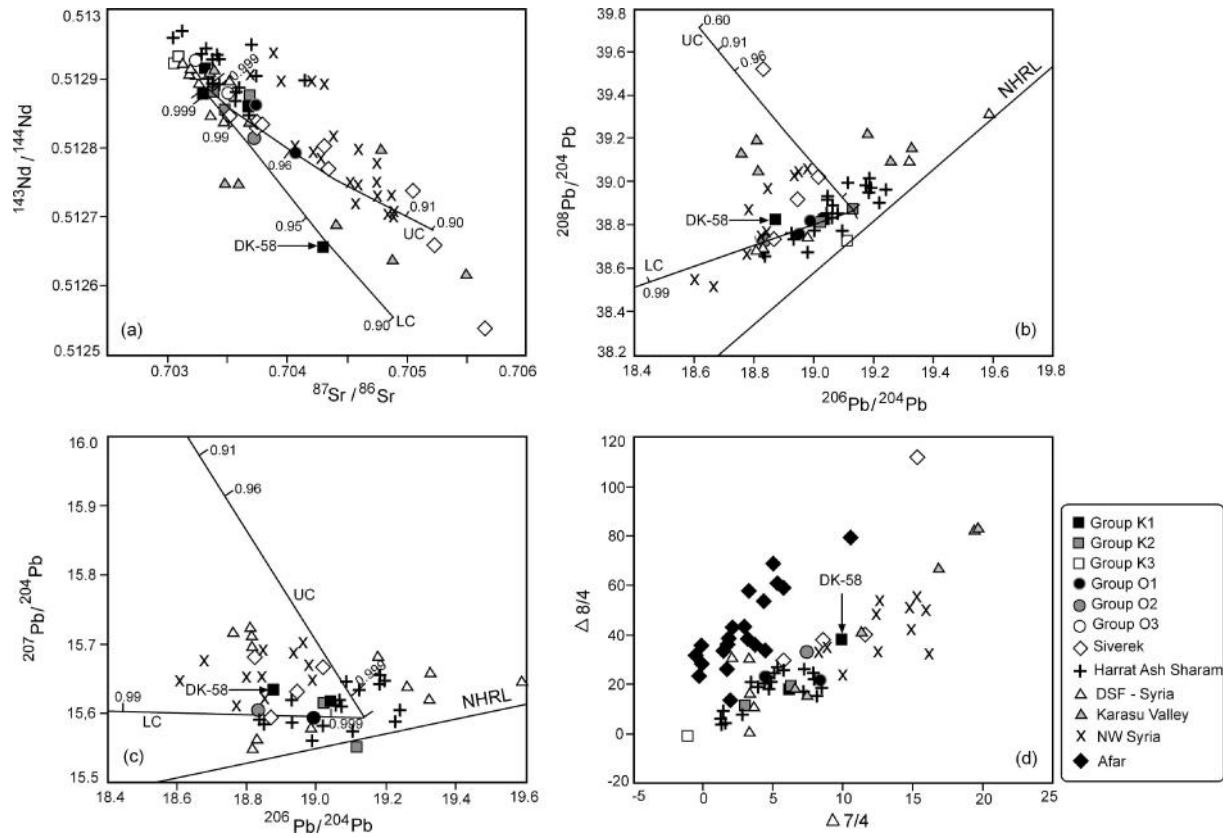 0.513
0.5129
0.5128
0.5127
0.5126
0.5125
143Nd / 144Nd
0.999
0.999
0.99
0.96
0.95
0.91
0.90
UC
DK-58
0.90
LC
(a)
0.703
0.704
0.705
0.706
87Sr / 86Sr
39.8
39.6
39.4
39.2
39.0
38.8
38.6
38.4
38.2
208Pb/204 Pb
0.60
UC
0.91
0.96
NHRL
DK-58
LC
0.99
(b)
18.4
18.6
18.8
19.0
19.2
19.4
19.6
19.8
206Pb/204Pb
16.0
15.9
15.8
15.7
15.6
15.5
207Pb/204Pb
0.91
0.96
UC
0.998
DK-58
0.99
LC
0.999
NHRL
(c)
18.4
18.6
18.8
19.0
19.2
19.4
19.6
206Pb/204Pb
120
100
80
60
40
20
0
-20
△ 8/4
DK-58
(d)
0
5
10
15
20
25
△ 7/4
Group K1
Group K2
Group K3
Group O1
Group O2
Group O3
Siverek
Harrat Ash Sharam
DSF - Syria
Karasu Valley
NW Syria
Afar